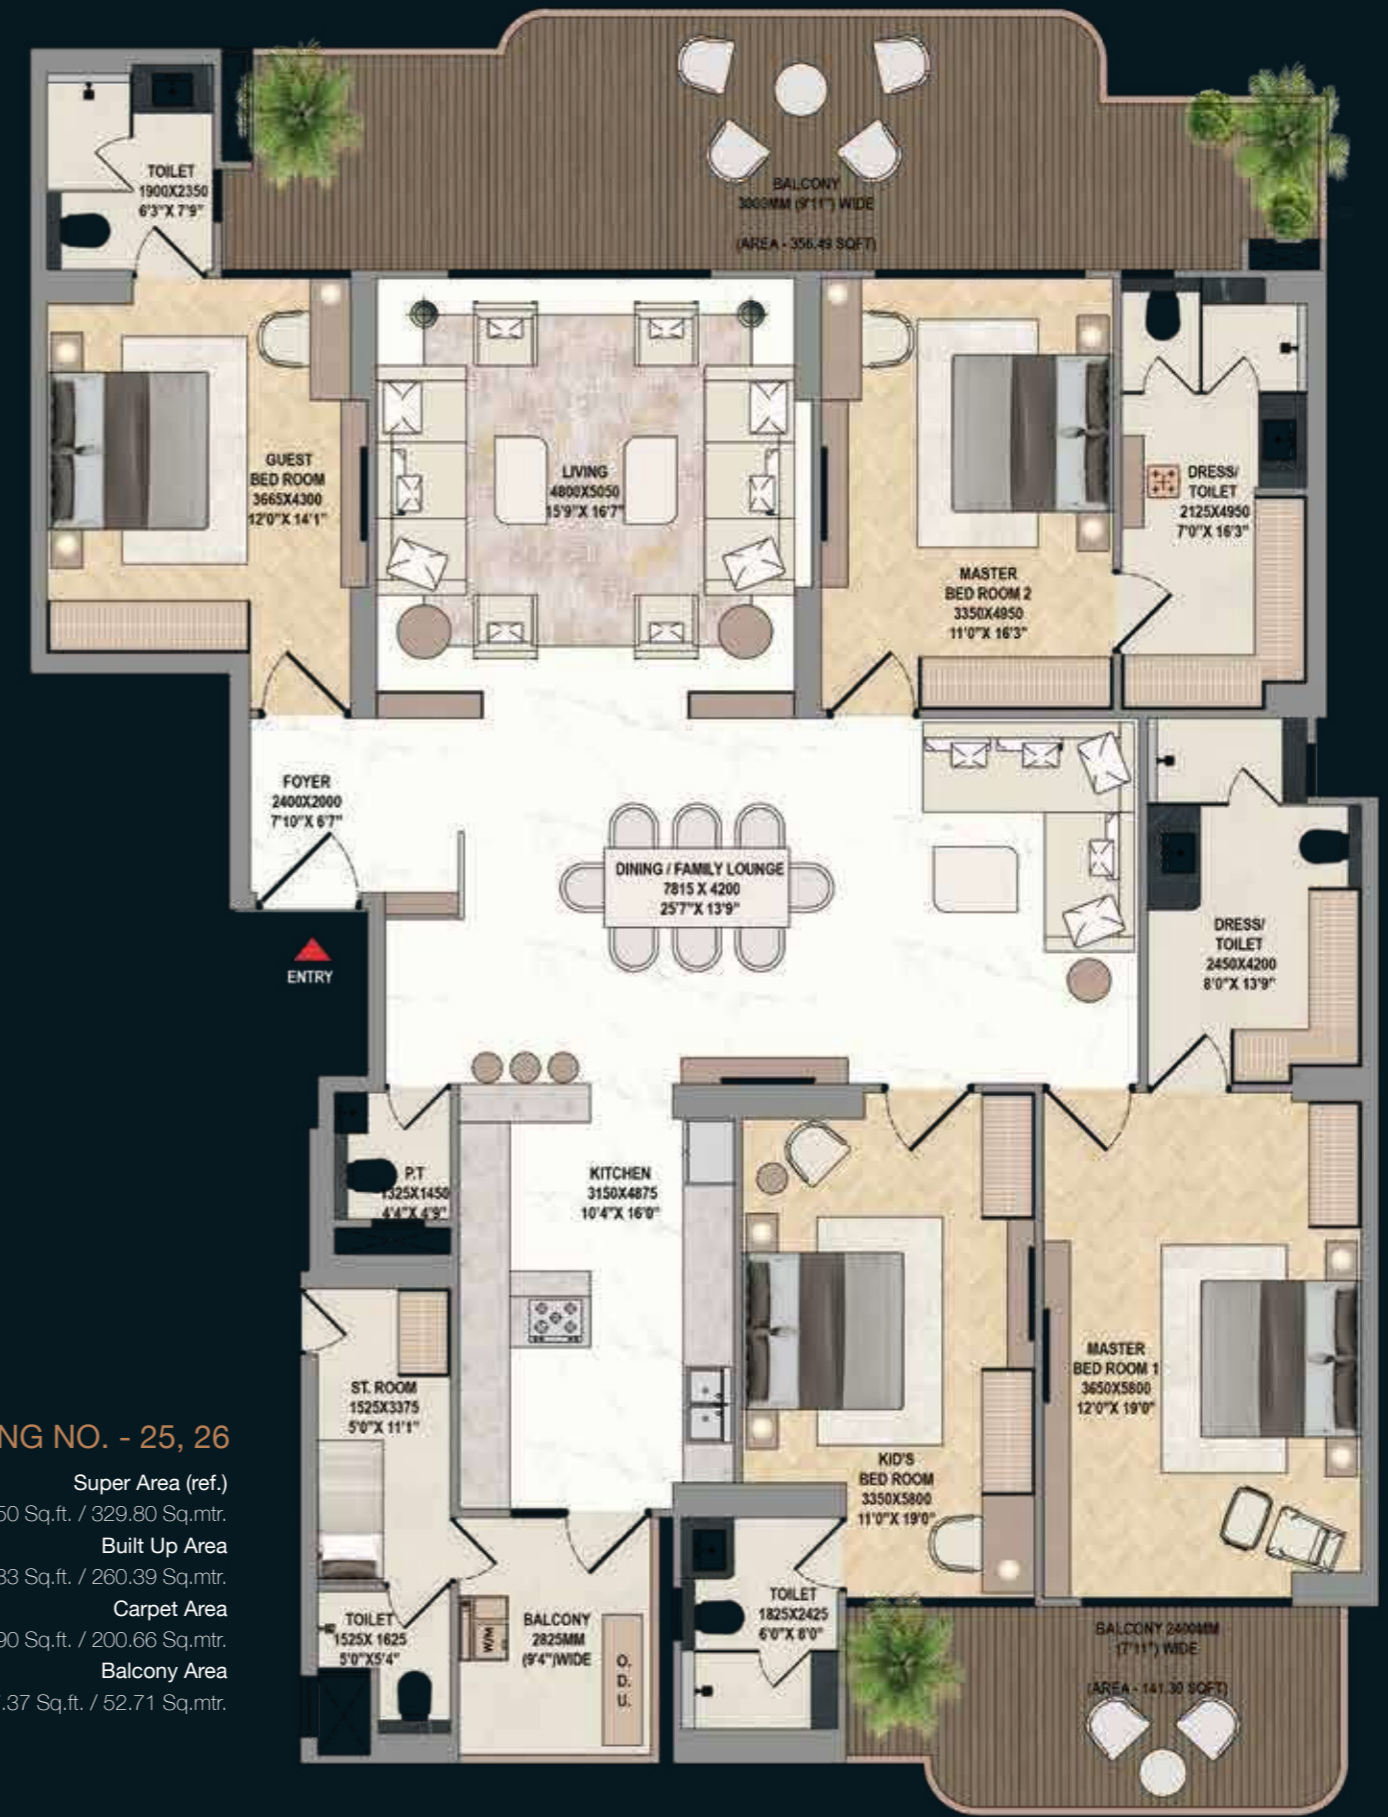 TOILET
1900X2350
6'3"X 7'9"
BALCONY
3000MM (9'11") WIDE
(AREA - 356.49 SQFT)
GUEST
BED ROOM
3665X4300
12'0"X 14'1"
LIVING
4800X5050
15'9"X 16'7"
MASTER
BED ROOM 2
3350X4950
11'0"X 16'3"
DRESS/
TOILET
2125X4950
7'0"X 16'3"
FOYER
2400X2000
7'10"X 6'7"
ENTRY
DINING / FAMILY LOUNGE
7815 X 4200
25'7"X 13'9"
DRESS/
TOILET
2450X4200
8'0"X 13'9"
P.T
1325X1450
4'4"X 4'9"
KITCHEN
3150X4875
10'4"X 16'0"
ST. ROOM
1525X3375
5'0"X 11'1"
KID'S
BED ROOM
3350X5800
11'0"X 19'0"
MASTER
BED ROOM 1
3650X5800
12'0"X 19'0"
TOILET
1525X 1625
5'0"X5'4"
W/M
BALCONY
2825MM
(9'4")WIDE
O.
D.
U.
TOILET
1825X2425
6'0"X 8'0"
BALCONY 2400MM
(7'11") WIDE
(AREA - 141.30 SQFT)
NG NO. - 25, 26
Super Area (ref.)
50 Sq.ft. / 329.80 Sq.mtr.
Built Up Area
33 Sq.ft. / 260.39 Sq.mtr.
Carpet Area
90 Sq.ft. / 200.66 Sq.mtr.
Balcony Area
.37 Sq.ft. / 52.71 Sq.mtr.